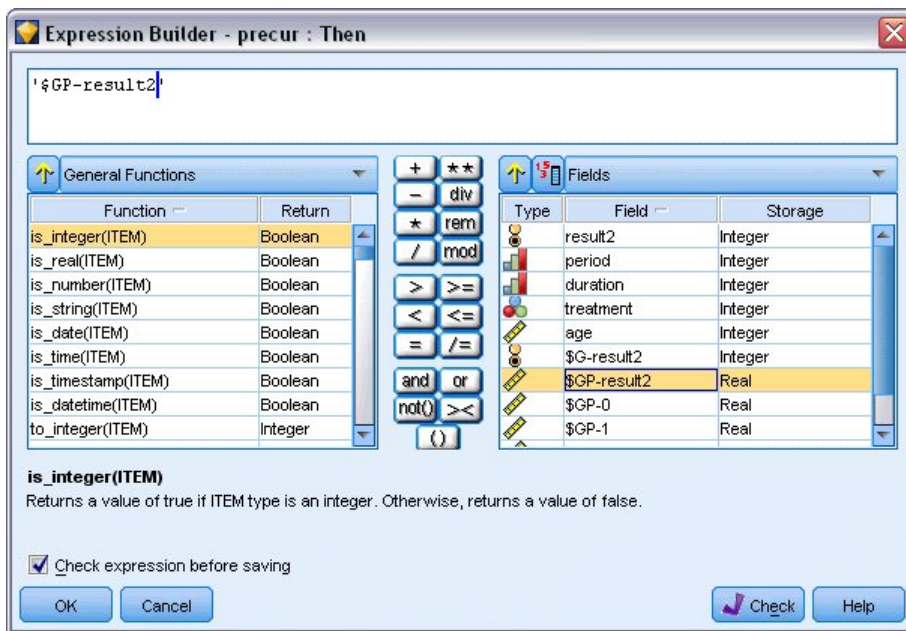 Expression Builder - precur : Then
'$GP-result2'
General Functions
Function Return
is_integer(ITEM) Boolean
is_real(ITEM) Boolean
is_number(ITEM) Boolean
is_string(ITEM) Boolean
is_date(ITEM) Boolean
is_time(ITEM) Boolean
is_timestamp(ITEM) Boolean
is_datetime(ITEM) Boolean
to_integer(ITEM) Integer
+ **
- div
* rem
/ mod
> >=
< <=
= /=
and or
not() ><
()
Fields
Type Field Storage
result2 Integer
period Integer
duration Integer
treatment Integer
age Integer
$G-result2 Integer
$GP-result2 Real
$GP-0 Real
$GP-1 Real
is_integer(ITEM)
Returns a value of true if ITEM type is an integer. Otherwise, returns a value of false.
Check expression before saving
OK Cancel Check Help